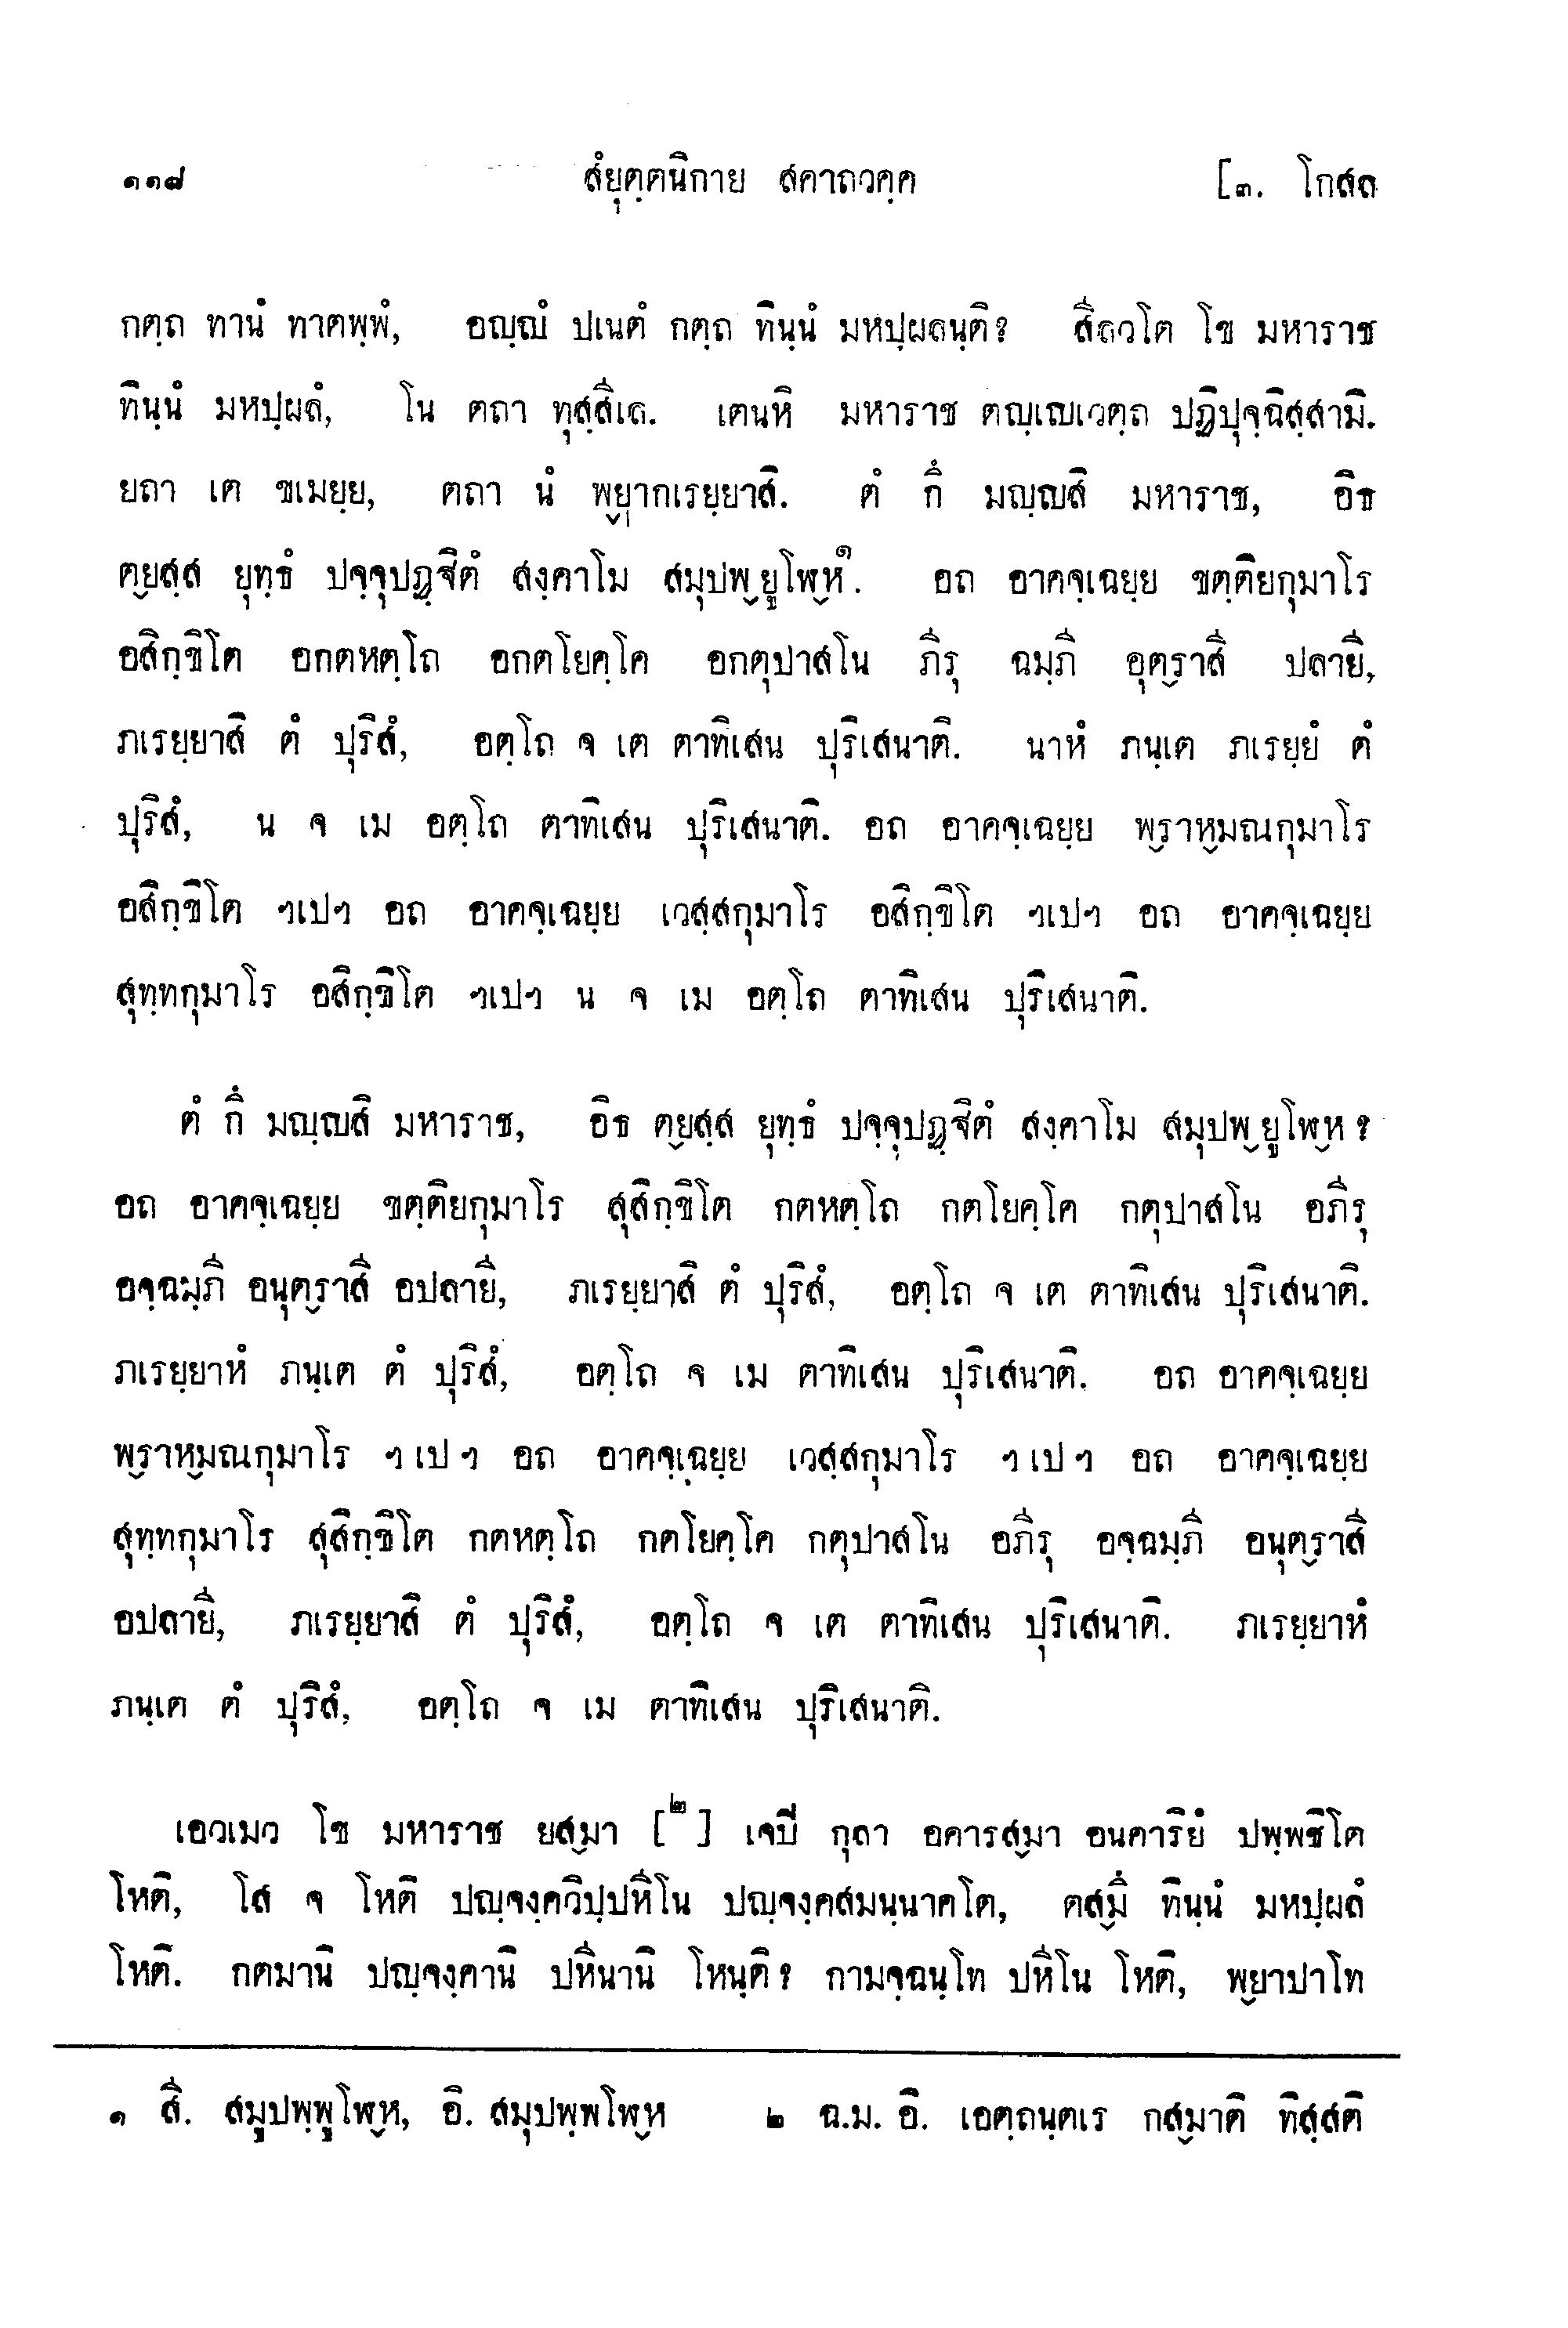 ๑๑๘ สํยุตฺตนิกาย สคาถวคฺค [๓. โกสล
กตฺถ ทานํ ทาตพฺพํ, อญฺญํ ปเนตํ กตฺถ ทินฺนํ มหปฺผลนฺติ? สีลวโต โข มหาราช
ทินฺนํ มหปฺผลํ, โน ตถา ทุสฺสีเล. เตนหิ มหาราช ตญฺเญเวตฺถ ปฏิปุจฺฉิสฺสามิ.
ยถา เต ขเมยฺย, ตถา นํ พฺยากเรยฺยาสิ. ตํ กึ มญฺญสิ มหาราช, อิธ
ตฺยสฺส ยุทฺธํ ปจฺจุปฏฺฐิตํ สงฺคาโม สมุปพฺยูโฬฺห๑. อถ อาคจฺเฉยฺย ขตฺติยกุมาโร
อสิกฺขิโต อกตหตฺโถ อกตโยคฺโค อกตุปาสโน ภีรุ ฉมฺภี อุตฺราสี ปลายี,
ภเรยฺยาสิ ตํ ปุริสํ, อตฺโถ จ เต ตาทิเสน ปุริเสนาติ. นาหํ ภนฺเต ภเรยฺยํ ตํ
ปุริสํ, น จ เม อตฺโถ ตาทิเสน ปุริเสนาติ. อถ อาคจฺเฉยฺย พฺราหฺมณกุมาโร
อสิกฺขิโต ฯเปฯ อถ อาคจฺเฉยฺย เวสฺสกุมาโร อสิกฺขิโต ฯเปฯ อถ อาคจฺเฉยฺย
สุทฺทกุมาโร อสิกฺขิโต ฯเปฯ น จ เม อตฺโถ ตาทิเสน ปุริเสนาติ.
ตํ กึ มญฺญสิ มหาราช, อิธ ตฺยสฺส ยุทฺธํ ปจฺจุปฏฺฐิตํ สงฺคาโม สมุปพฺยูโฬฺห?
อถ อาคจฺเฉยฺย ขตฺติยกุมาโร สุสิกฺขิโต กตหตฺโถ กตโยคฺโค กตุปาสโน อภีรุ
อจฺฉมฺภี อนุตฺราสี อปลายี, ภเรยฺยาสิ ตํ ปุริสํ, อตฺโถ จ เต ตาทิเสน ปุริเสนาติ.
ภเรยฺยาหํ ภนฺเต ตํ ปุริสํ, อตฺโถ จ เม ตาทิเสน ปุริเสนาติ. อถ อาคจฺเฉยฺย
พฺราหฺมณกุมาโร ฯ เป ฯ อถ อาคจฺเฉยฺย เวสฺสกุมาโร ฯ เป ฯ อถ อาคจฺเฉยฺย
สุทฺทกุมาโร สุสิกฺขิโต กตหตฺโถ กตโยคฺโค กตุปาสโน อภีรุ อจฺฉมฺภี อนุตฺราสี
อปลายี, ภเรยฺยาสิ ตํ ปุริสํ, อตฺโถ จ เต ตาทิเสน ปุริเสนาติ. ภเรยฺยาหํ
ภนฺเต ตํ ปุริสํ, อตฺโถ จ เม ตาทิเสน ปุริเสนาติ.
เอวเมว โข มหาราช ยสฺมา [๒] เจปี กุลา อคารสฺมา อนคาริยํ ปพฺพชิโต
โหติ, โส จ โหติ ปญฺจงฺควิปฺปหีโน ปญฺจงฺคสมนฺนาคโต, ตสฺมึ ทินฺนํ มหปฺผลํ
โหติ. กตมานิ ปญฺจงฺคานิ ปหีนานิ โหนฺติ? กามจฺฉนฺโท ปหีโน โหติ, พฺยาปาโท
๑ สี. สมูปพฺพูโฬฺห, อิ. สมุปพฺพโฬฺห ๒ ฉ.ม. อิ. เอตฺถนฺตเร กสฺมาติ ทิสฺสติ